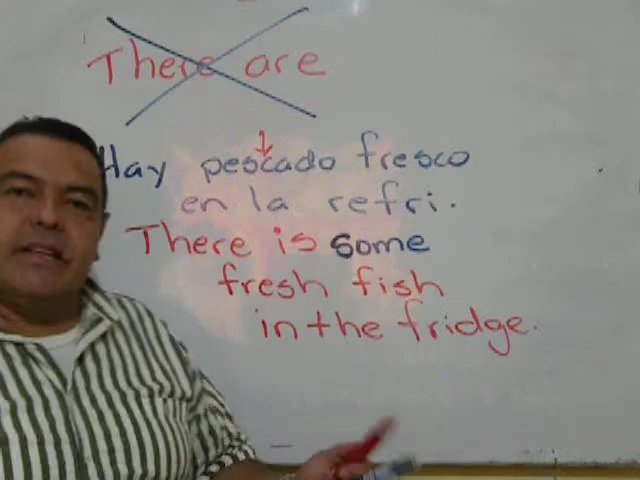 There are
Hay pescado fresco
en la refri.
There is some
fresh fish
in the fridge.